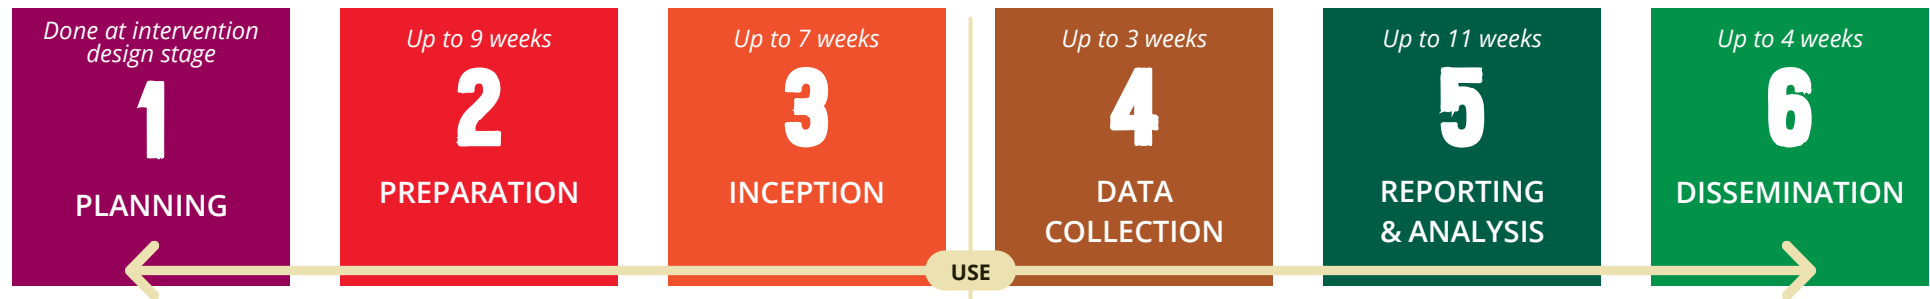 Done at intervention
design stage
1
PLANNING
Up to 9 weeks
2
PREPARATION
Up to 7 weeks
3
INCEPTION
Up to 3 weeks
4
DATA
COLLECTION
Up to 11 weeks
5
REPORTING
& ANALYSIS
Up to 4 weeks
6
DISSEMINATION
USE